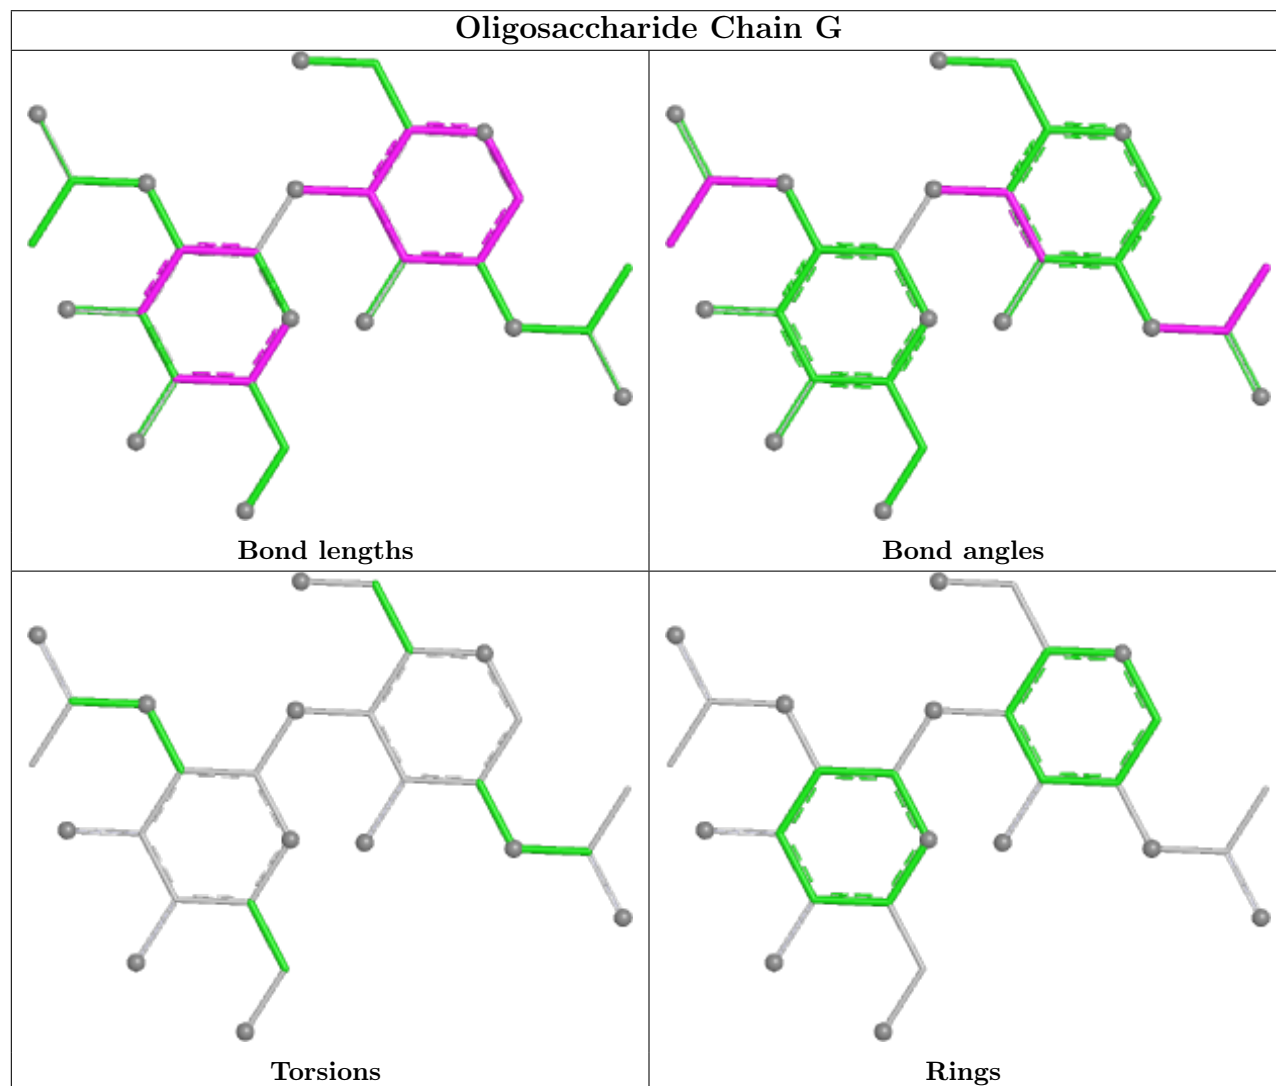 Oligosaccharide Chain G
Bond lengths
Bond angles
Torsions
Rings